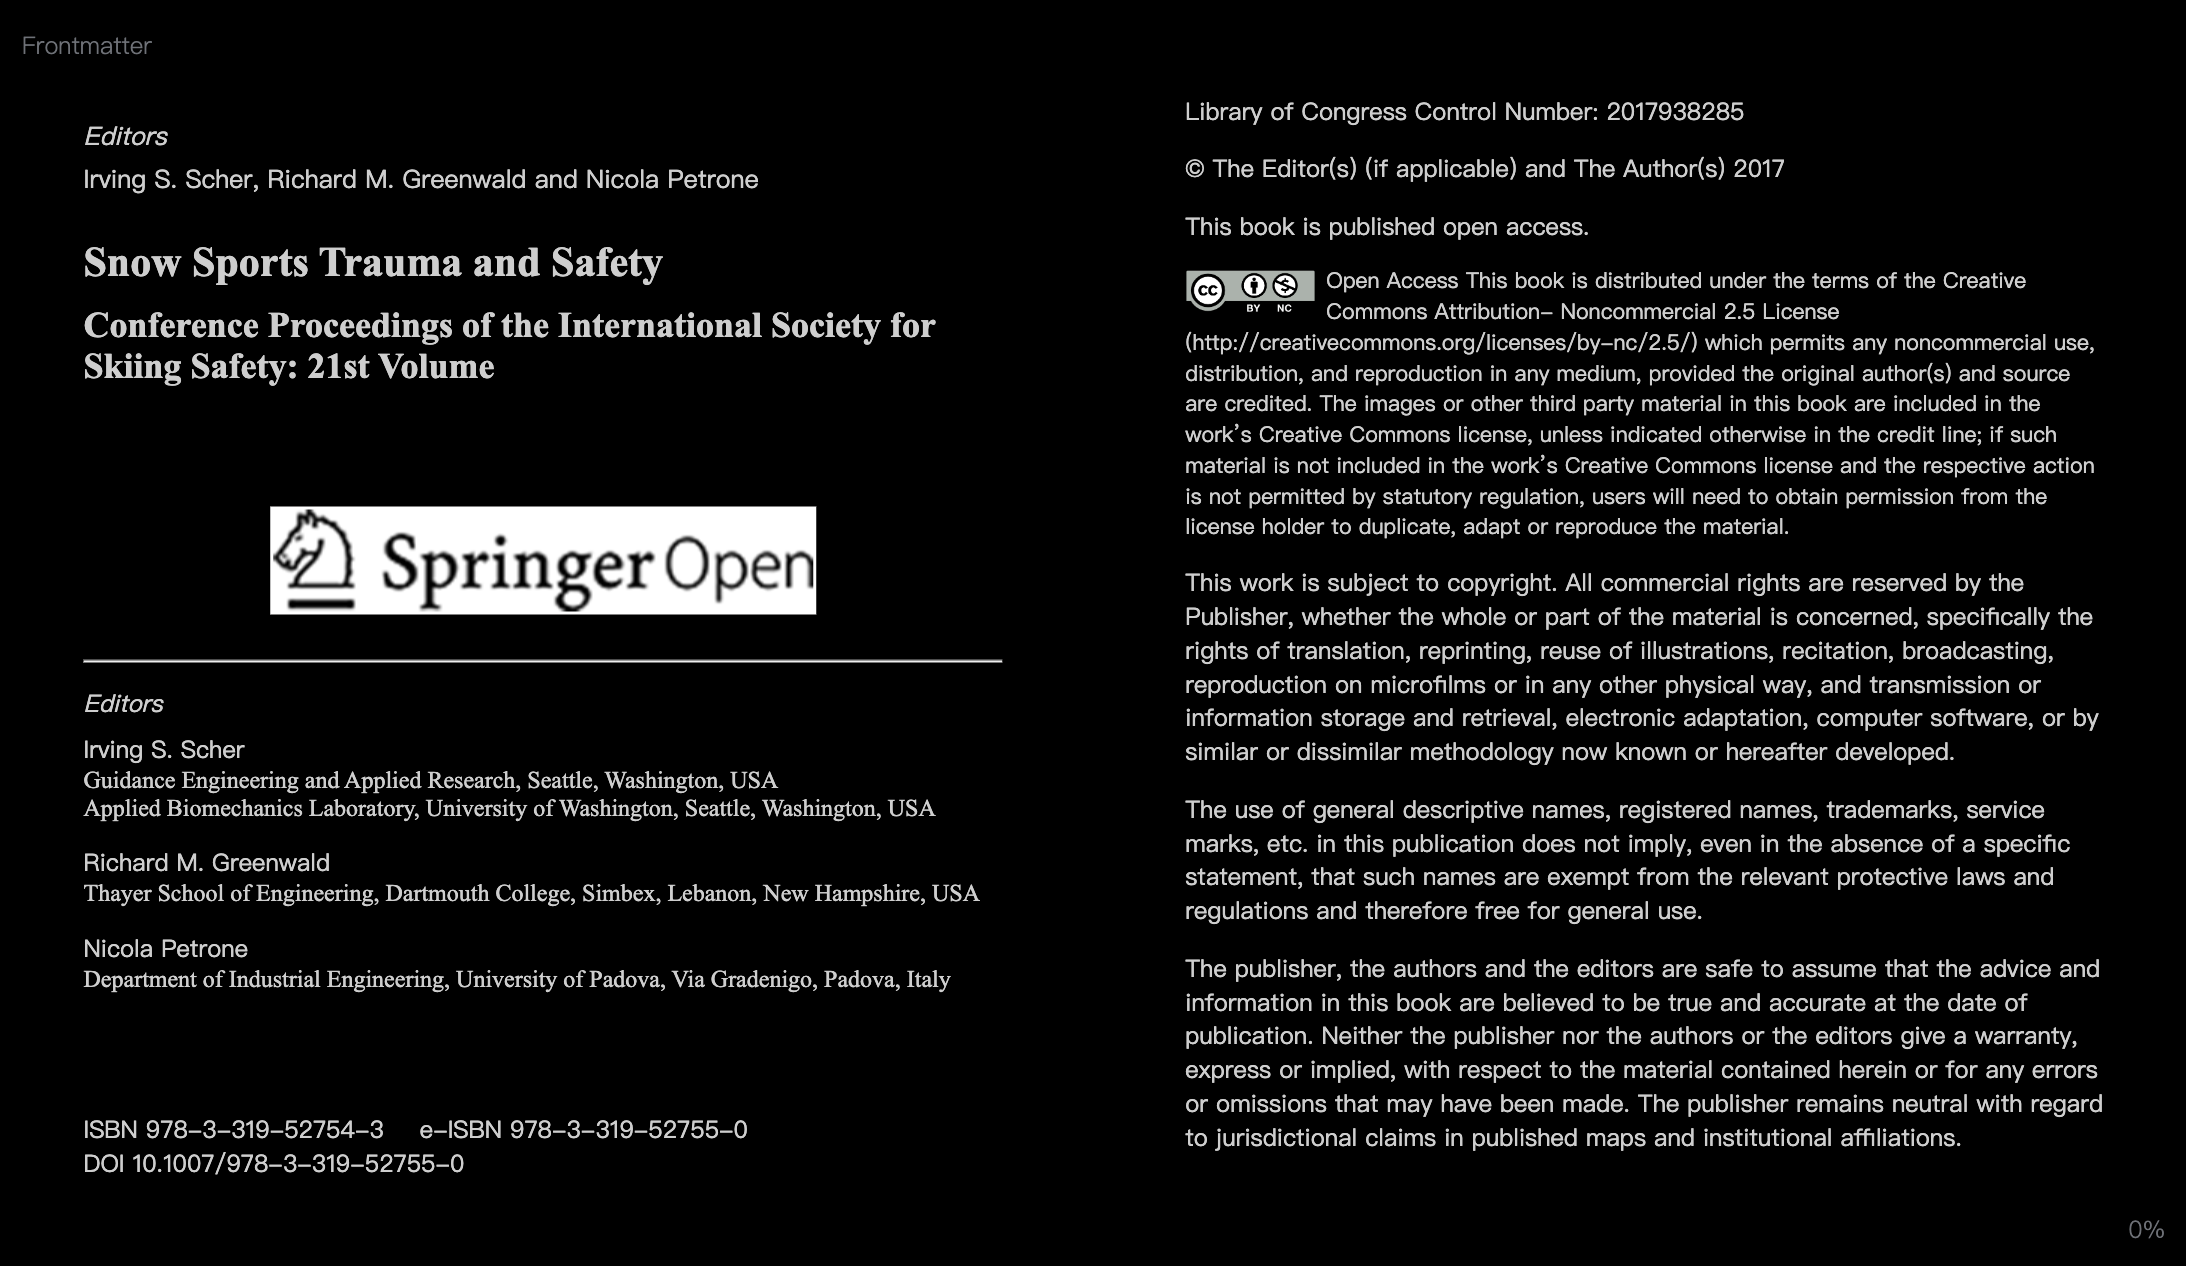 Frontmatter
Editors
Irving S. Scher, Richard M. Greenwald and Nicola Petrone
Snow Sports Trauma and Safety
Conference Proceedings of the International Society for
Skiing Safety: 21st Volume
Springer Open
Editors
Irving S. Scher
Guidance Engineering and Applied Research, Seattle, Washington, USA
Applied Biomechanics Laboratory, University of Washington, Seattle, Washington, USA
Richard M. Greenwald
Thayer School of Engineering, Dartmouth College, Simbex, Lebanon, New Hampshire, USA
Nicola Petrone
Department of Industrial Engineering, University of Padova, Via Gradenigo, Padova, Italy
ISBN 978-3-319-52754-3 e-ISBN 978-3-319-52755-0
DOI 10.1007/978-3-319-52755-0
Library of Congress Control Number: 2017938285
© The Editor(s) (if applicable) and The Author(s) 2017
This book is published open access.
cc BY NC Open Access This book is distributed under the terms of the Creative
Commons Attribution– Noncommercial 2.5 License
(http://creativecommons.org/licenses/by-nc/2.5/) which permits any noncommercial use,
distribution, and reproduction in any medium, provided the original author(s) and source
are credited. The images or other third party material in this book are included in the
work’s Creative Commons license, unless indicated otherwise in the credit line; if such
material is not included in the work’s Creative Commons license and the respective action
is not permitted by statutory regulation, users will need to obtain permission from the
license holder to duplicate, adapt or reproduce the material.
This work is subject to copyright. All commercial rights are reserved by the
Publisher, whether the whole or part of the material is concerned, specifically the
rights of translation, reprinting, reuse of illustrations, recitation, broadcasting,
reproduction on microfilms or in any other physical way, and transmission or
information storage and retrieval, electronic adaptation, computer software, or by
similar or dissimilar methodology now known or hereafter developed.
The use of general descriptive names, registered names, trademarks, service
marks, etc. in this publication does not imply, even in the absence of a specific
statement, that such names are exempt from the relevant protective laws and
regulations and therefore free for general use.
The publisher, the authors and the editors are safe to assume that the advice and
information in this book are believed to be true and accurate at the date of
publication. Neither the publisher nor the authors or the editors give a warranty,
express or implied, with respect to the material contained herein or for any errors
or omissions that may have been made. The publisher remains neutral with regard
to jurisdictional claims in published maps and institutional affiliations.
0%